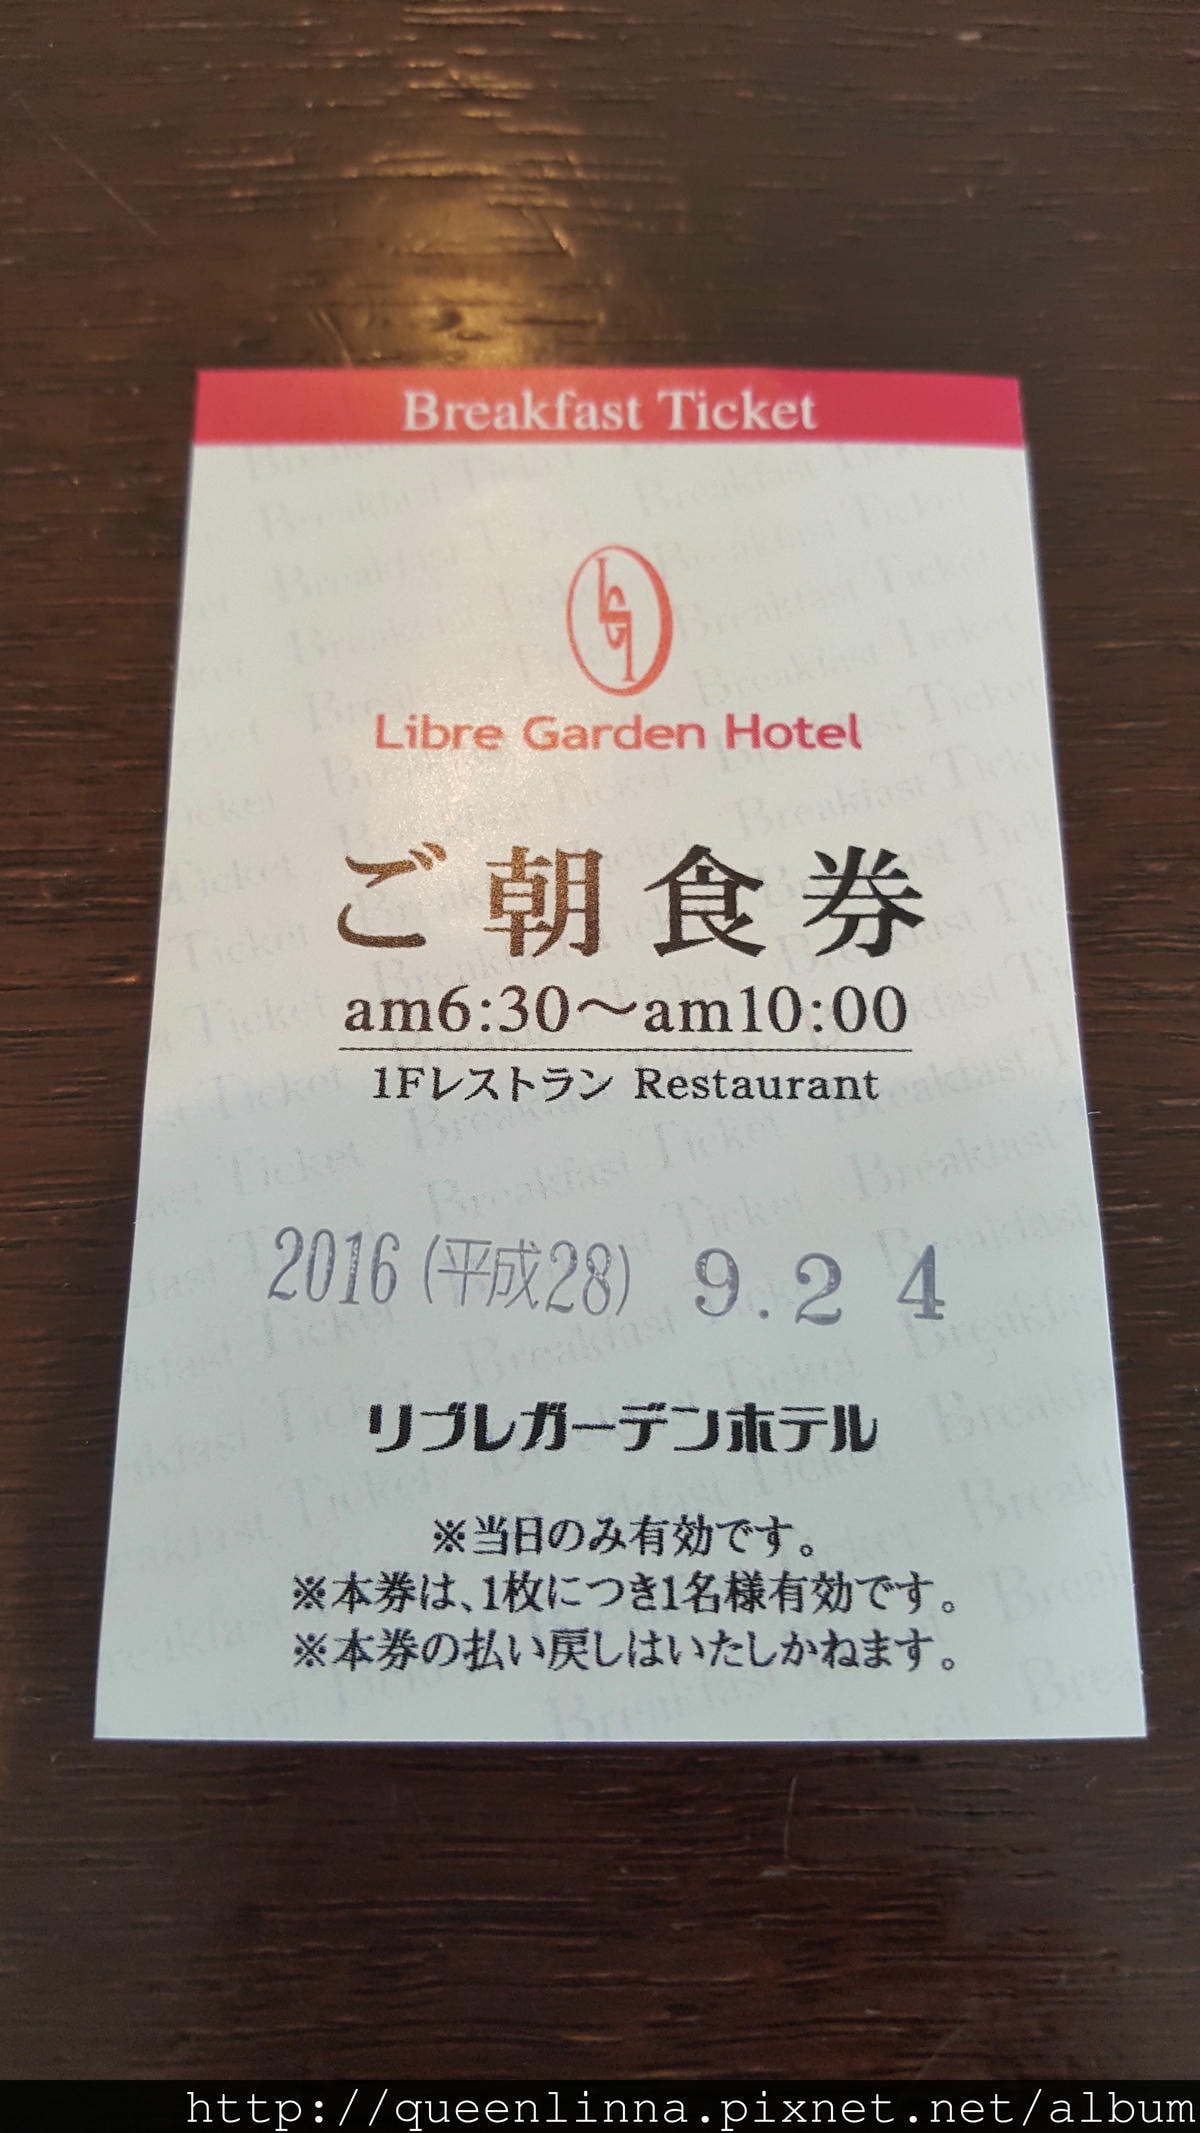 Breakfast Ticket
Libre Garden Hotel
ご朝食券
am6:30～am10:00
1Fレストラン Restaurant
2016 (平成28) 9.2 4
リブレガーデンホテル
※当日のみ有効です。
※本券は、1枚につき1名様有効です。
※本券の払い戻しはいたしかねます。
http://queenlinna.pixnet.net/album